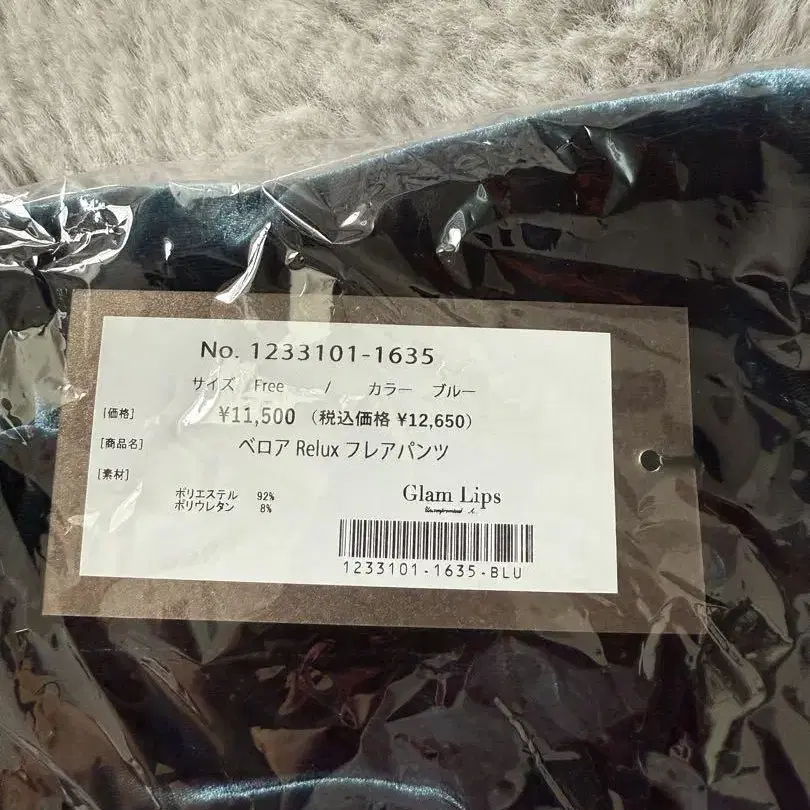 No. 1233101-1635
サイズ Free / カラー ブルー
[価格] ¥11,500 (税込価格 ¥12,650)
[商品名] ベロア Relux フレアパンツ
[素材]
ポリエステル 92%
ポリウレタン 8%
Glam Lips
1233101-1635-BLU